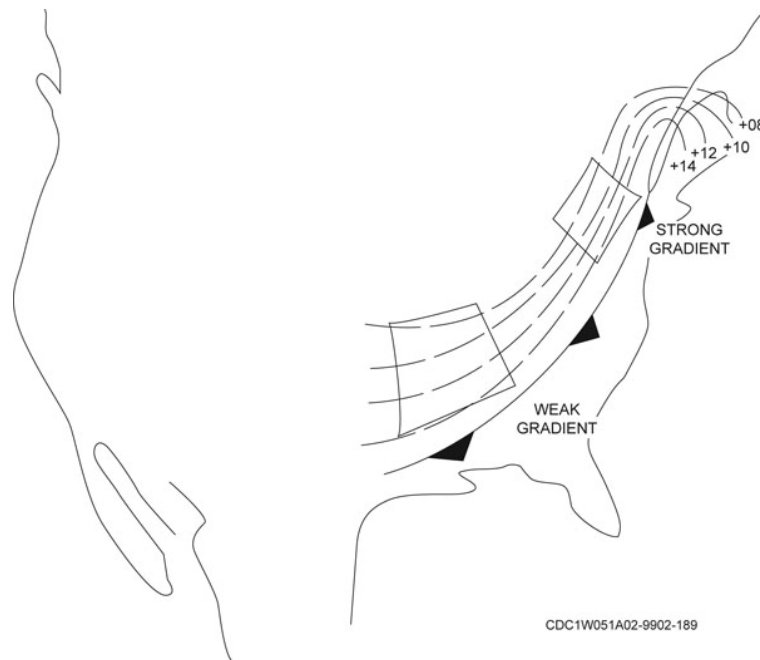 +08
+10
+12
+14
STRONG
GRADIENT
WEAK
GRADIENT
CDC1W051A02-9902-189